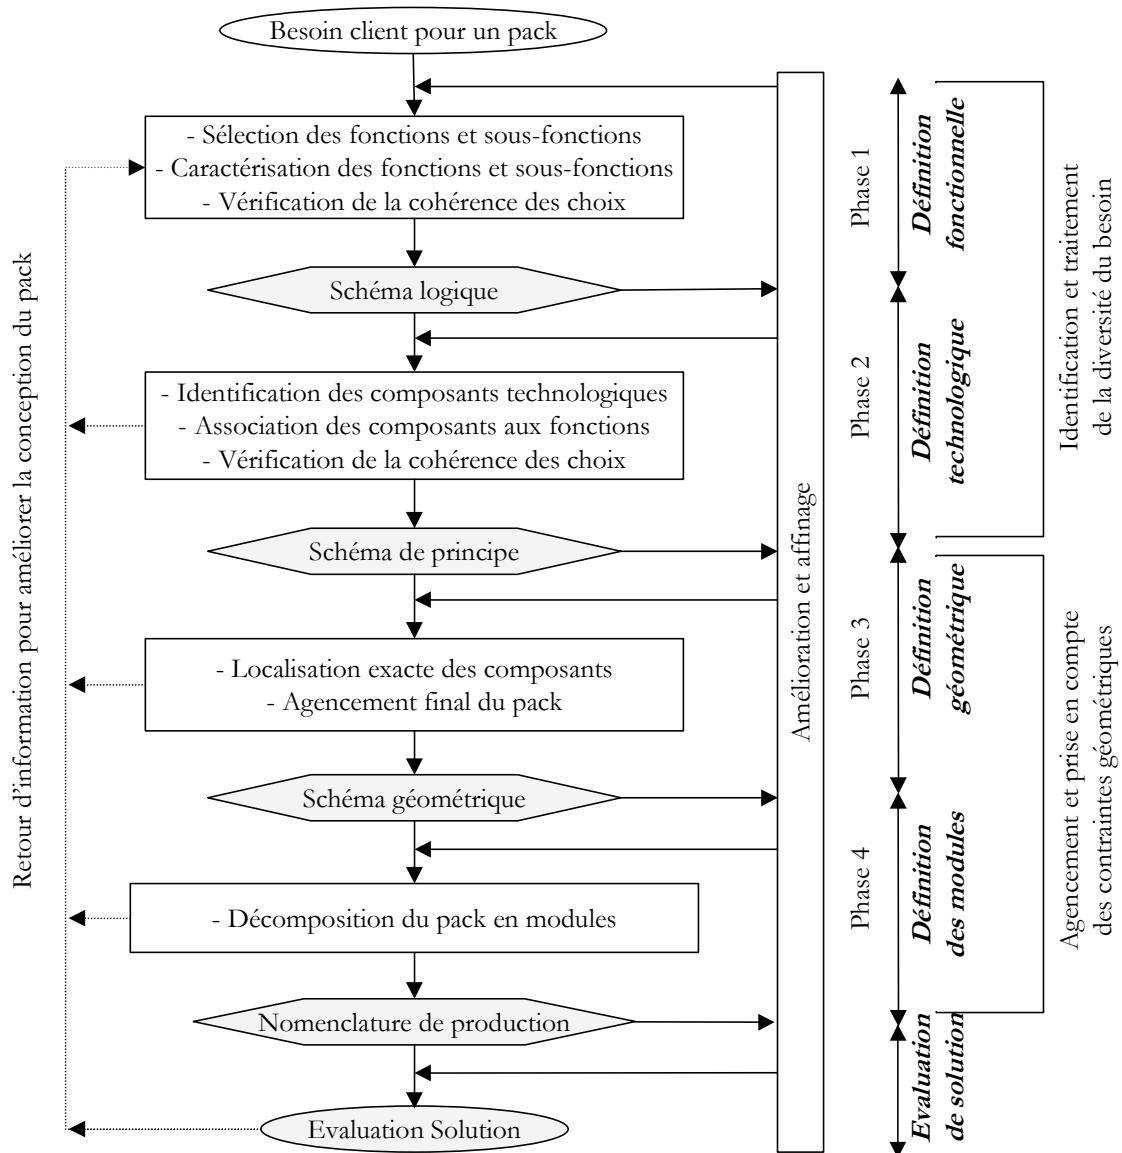 Besoin client pour un pack
- Sélection des fonctions et sous-fonctions
- Caractérisation des fonctions et sous-fonctions
- Vérification de la cohérence des choix
Schéma logique
- Identification des composants technologiques
- Association des composants aux fonctions
- Vérification de la cohérence des choix
Schéma de principe
- Localisation exacte des composants
- Agencement final du pack
Schéma géométrique
- Décomposition du pack en modules
Nomenclature de production
Evaluation Solution
Retour d'information pour améliorer la conception du pack
Amélioration et affinage
Phase 1
Définition
fonctionnelle
Phase 2
Définition
technologique
Phase 3
Définition
géométrique
Phase 4
Définition
des modules
Evaluation
de solution
Identification et traitement
de la diversité du besoin
Agencement et prise en compte
des contraintes géométriques